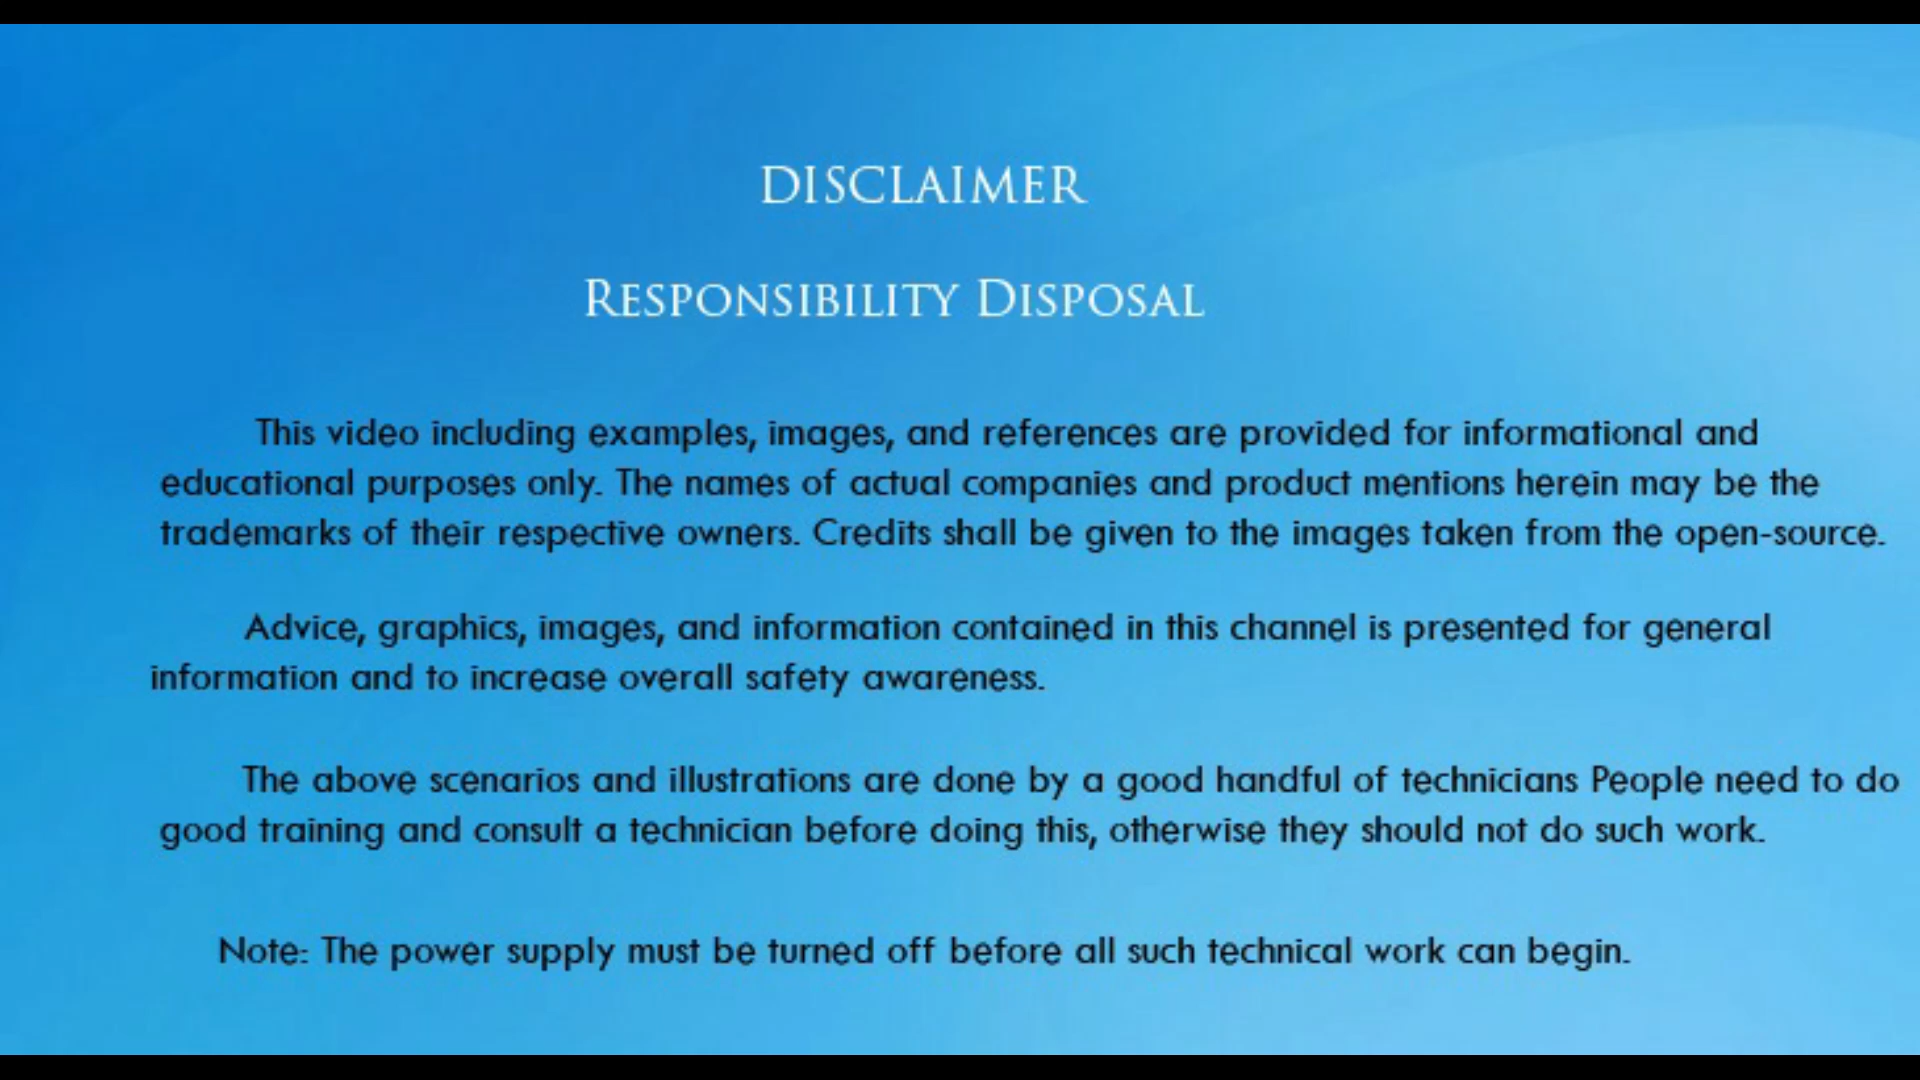 DISCLAIMER
RESPONSIBILITY DISPOSAL
This video including examples, images, and references are provided for informational and
educational purposes only. The names of actual companies and product mentions herein may be the
trademarks of their respective owners. Credits shall be given to the images taken from the open-source.
Advice, graphics, images, and information contained in this channel is presented for general
information and to increase overall safety awareness.
The above scenarios and illustrations are done by a good handful of technicians People need to do
good training and consult a technician before doing this, otherwise they should not do such work.
Note: The power supply must be turned off before all such technical work can begin.